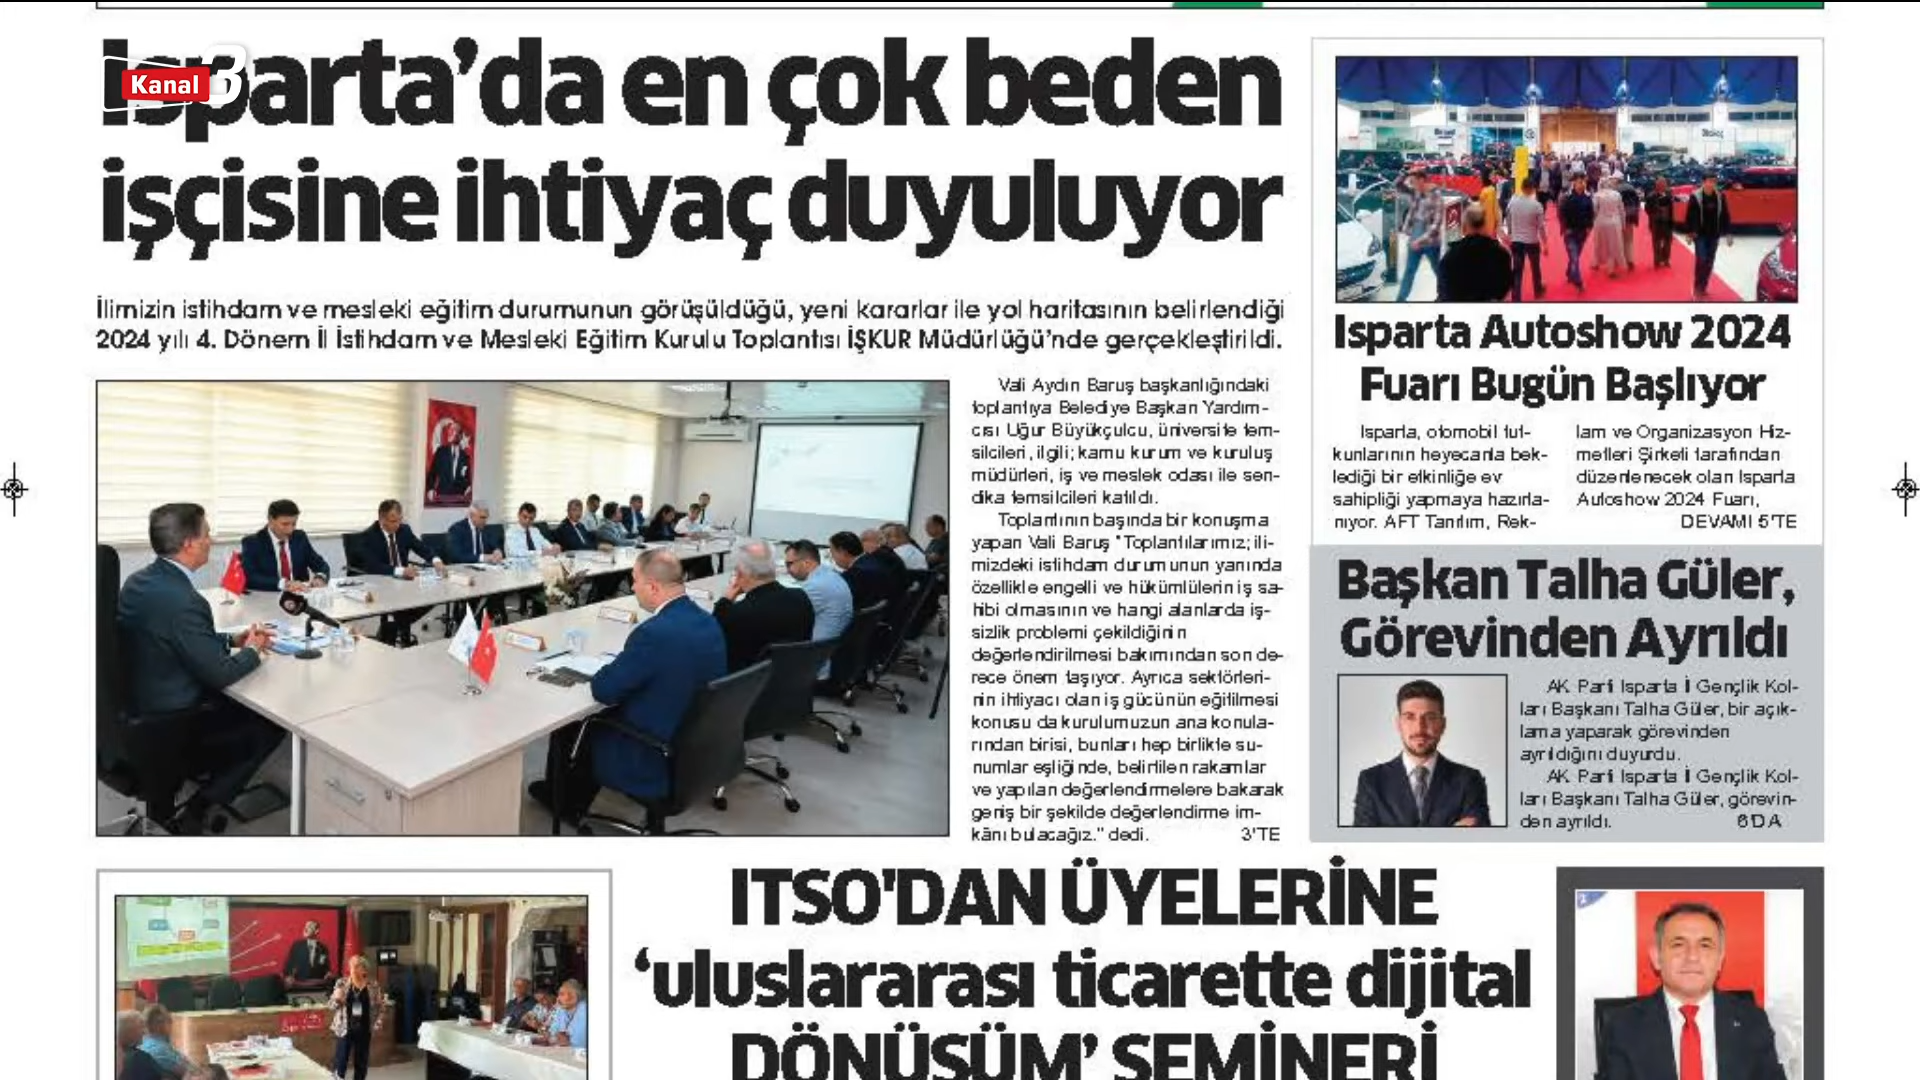 Kanal 3
Isparta'da en çok beden
işçisine ihtiyaç duyuluyor
İlimizin istihdam ve mesleki eğitim durumunun görüşüldüğü, yeni kararlar ile yol haritasının belirlendiği
2024 yılı 4. Dönem İl İstihdam ve Mesleki Eğitim Kurulu Toplantısı İŞKUR Müdürlüğü'nde gerçekleştirildi.
Vali Aydın Baruş başkanlığındaki
toplantıya Belediye Başkan Yardım-
cısı Uğur Büyükçulcu, üniversite tem-
silcileri, ilgili; kamu kurum ve kuruluş
müdürleri, iş ve meslek odası ile sen-
dika temsilcileri katıldı.
Toplantının başında bir konuşma
yapan Vali Baruş "Toplantılarımız; ili-
mizdeki istihdam durumunun yanında
özellikle engelli ve hükümlülerin iş sa-
hibi olmasının ve hangi alanlarda iş-
sizlik problemi çekildiğinin
değerlendirilmesi bakımından son de-
rece önem taşıyor. Ayrıca sektörleri-
nin ihtiyacı olan iş gücünün eğitilmesi
konusu da kurulumuzun ana konula-
rından birisi, bunları hep birlikte su-
numlar eşliğinde, belirtilen rakamlar
ve yapılan değerlendirmelere bakarak
geniş bir şekilde değerlendirme im-
kânı bulacağız." dedi. 3'TE
Isparta Autoshow 2024
Fuarı Bugün Başlıyor
Isparta, otomobil tut-
kunlarının heyecanla bek-
lediği bir etkinliğe ev
sahipliği yapmaya hazırla-
nıyor. AFT Tanıtım, Rek-
lam ve Organizasyon Hiz-
metleri Şirketi tarafından
düzenlenecek olan Isparta
Autoshow 2024 Fuarı,
DEVAMI 5'TE
Başkan Talha Güler,
Görevinden Ayrıldı
AK Parti Isparta İl Gençlik Kol-
ları Başkanı Talha Güler, bir açık-
lama yaparak görevinden
ayrıldığını duyurdu.
AK Parti Isparta İl Gençlik Kol-
ları Başkanı Talha Güler, görevin-
den ayrıldı. 6'DA
ITSO'DAN ÜYELERİNE
‘uluslararası ticarette dijital
DÖNÜŞÜM’ SEMİNERİ